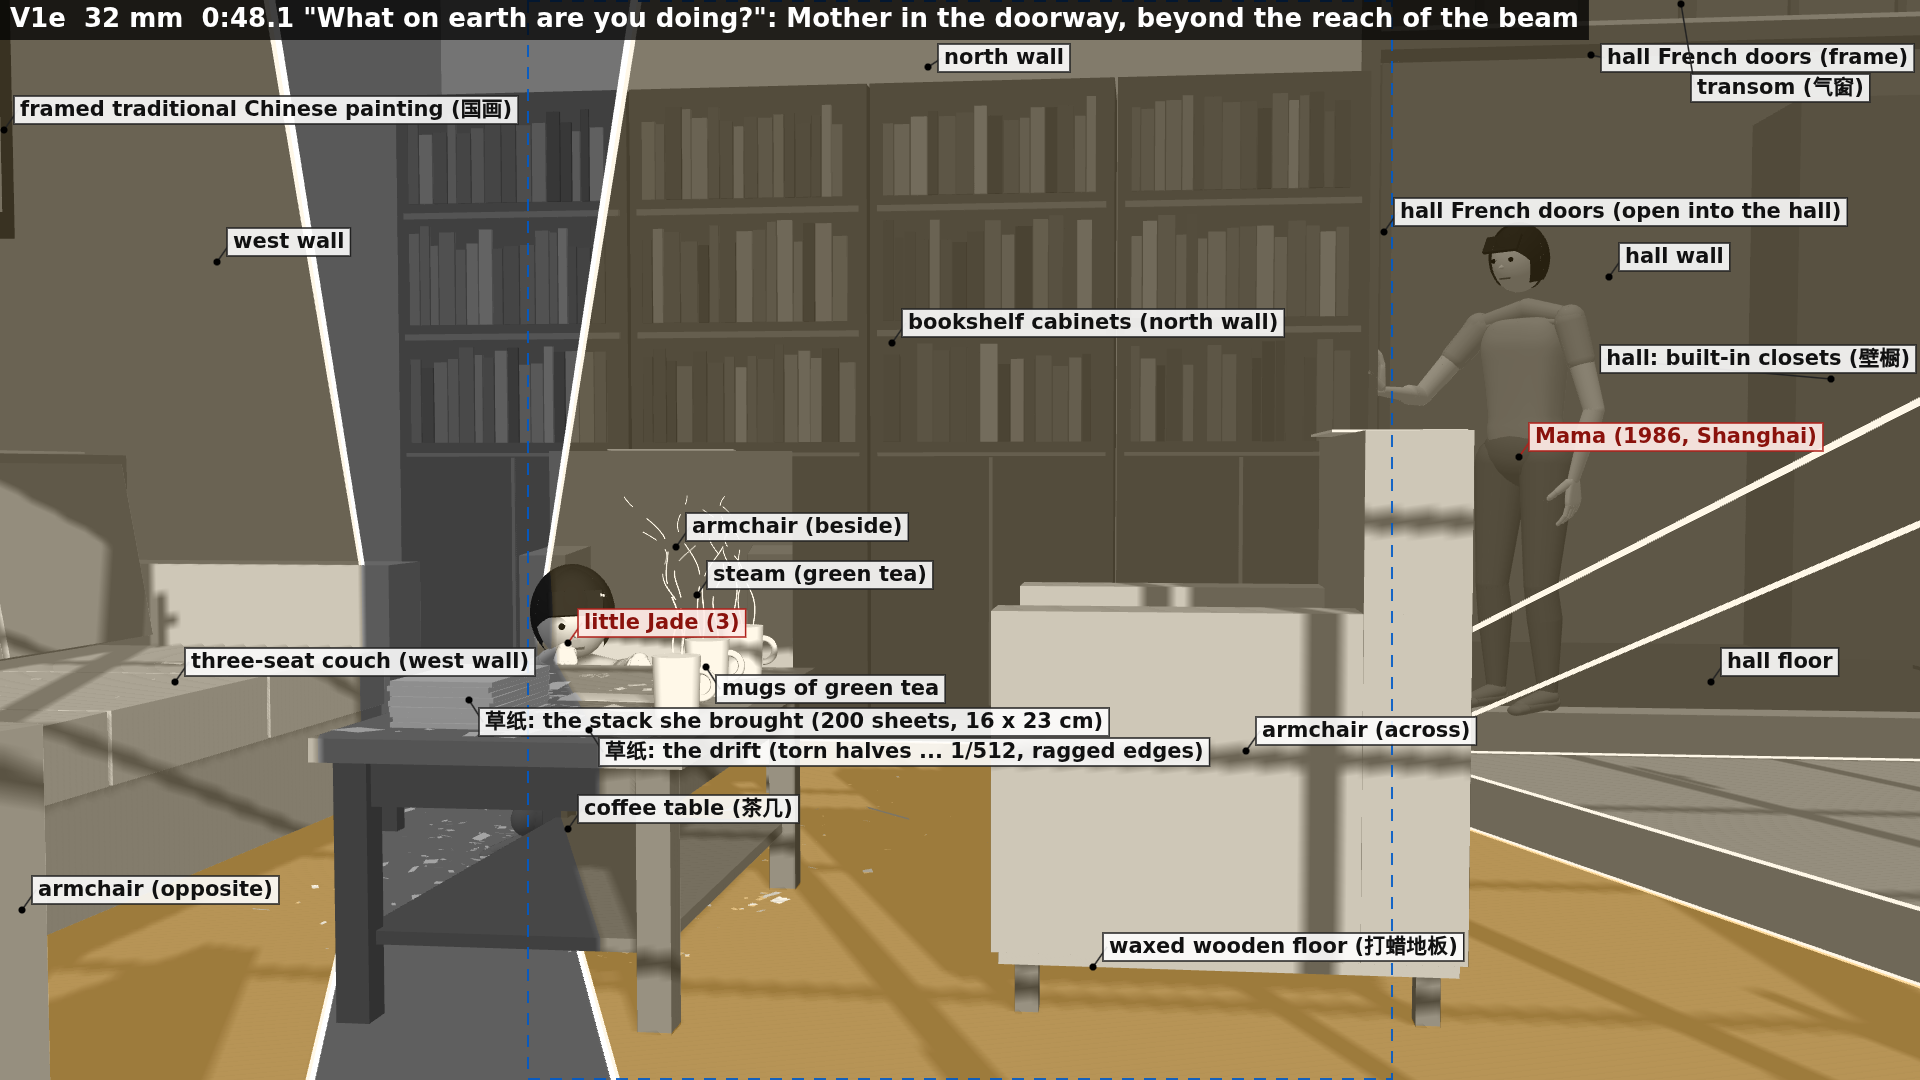 V1e 32 mm 0:48.1 "What on earth are you doing?": Mother in the doorway, beyond the reach of the beam
north wall
hall French doors (frame)
transom (气窗)
framed traditional Chinese painting (国画)
hall French doors (open into the hall)
west wall
hall wall
bookshelf cabinets (north wall)
hall: built-in closets (壁橱)
Mama (1986, Shanghai)
armchair (beside)
steam (green tea)
little Jade (3)
three-seat couch (west wall)
hall floor
mugs of green tea
草纸: the stack she brought (200 sheets, 16 x 23 cm)
armchair (across)
草纸: the drift (torn halves ... 1/512, ragged edges)
coffee table (茶几)
armchair (opposite)
waxed wooden floor (打蜡地板)